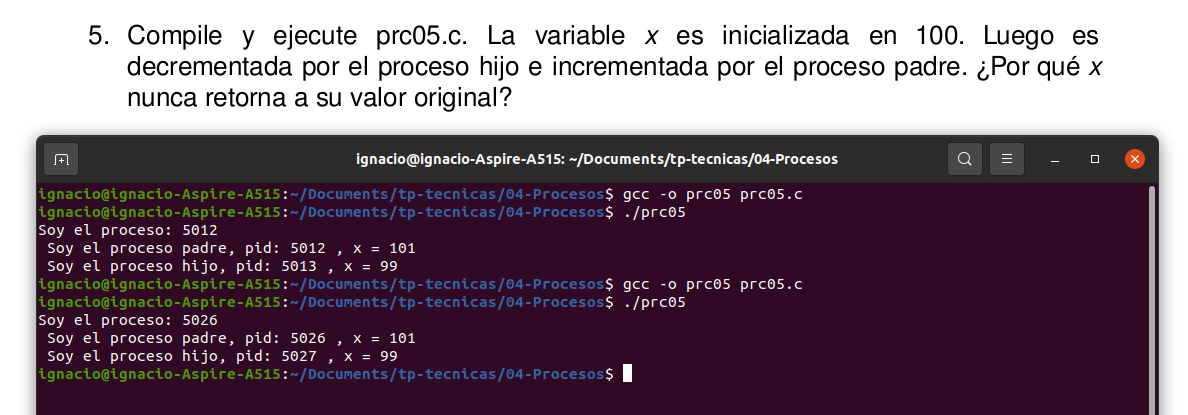 5. Compile y ejecute prc05.c. La variable x es inicializada en 100. Luego es
decrementada por el proceso hijo e incrementada por el proceso padre. ¿Por qué x
nunca retorna a su valor original?
ignacio@ignacio-Aspire-A515: ~/Documents/tp-tecnicas/04-Procesos
ignacio@ignacio-Aspire-A515:~/Documents/tp-tecnicas/04-Procesos$ gcc -o prc05 prc05.c
ignacio@ignacio-Aspire-A515:~/Documents/tp-tecnicas/04-Procesos$ ./prc05
Soy el proceso: 5012
 Soy el proceso padre, pid: 5012 , x = 101
 Soy el proceso hijo, pid: 5013 , x = 99
ignacio@ignacio-Aspire-A515:~/Documents/tp-tecnicas/04-Procesos$ gcc -o prc05 prc05.c
ignacio@ignacio-Aspire-A515:~/Documents/tp-tecnicas/04-Procesos$ ./prc05
Soy el proceso: 5026
 Soy el proceso padre, pid: 5026 , x = 101
 Soy el proceso hijo, pid: 5027 , x = 99
ignacio@ignacio-Aspire-A515:~/Documents/tp-tecnicas/04-Procesos$